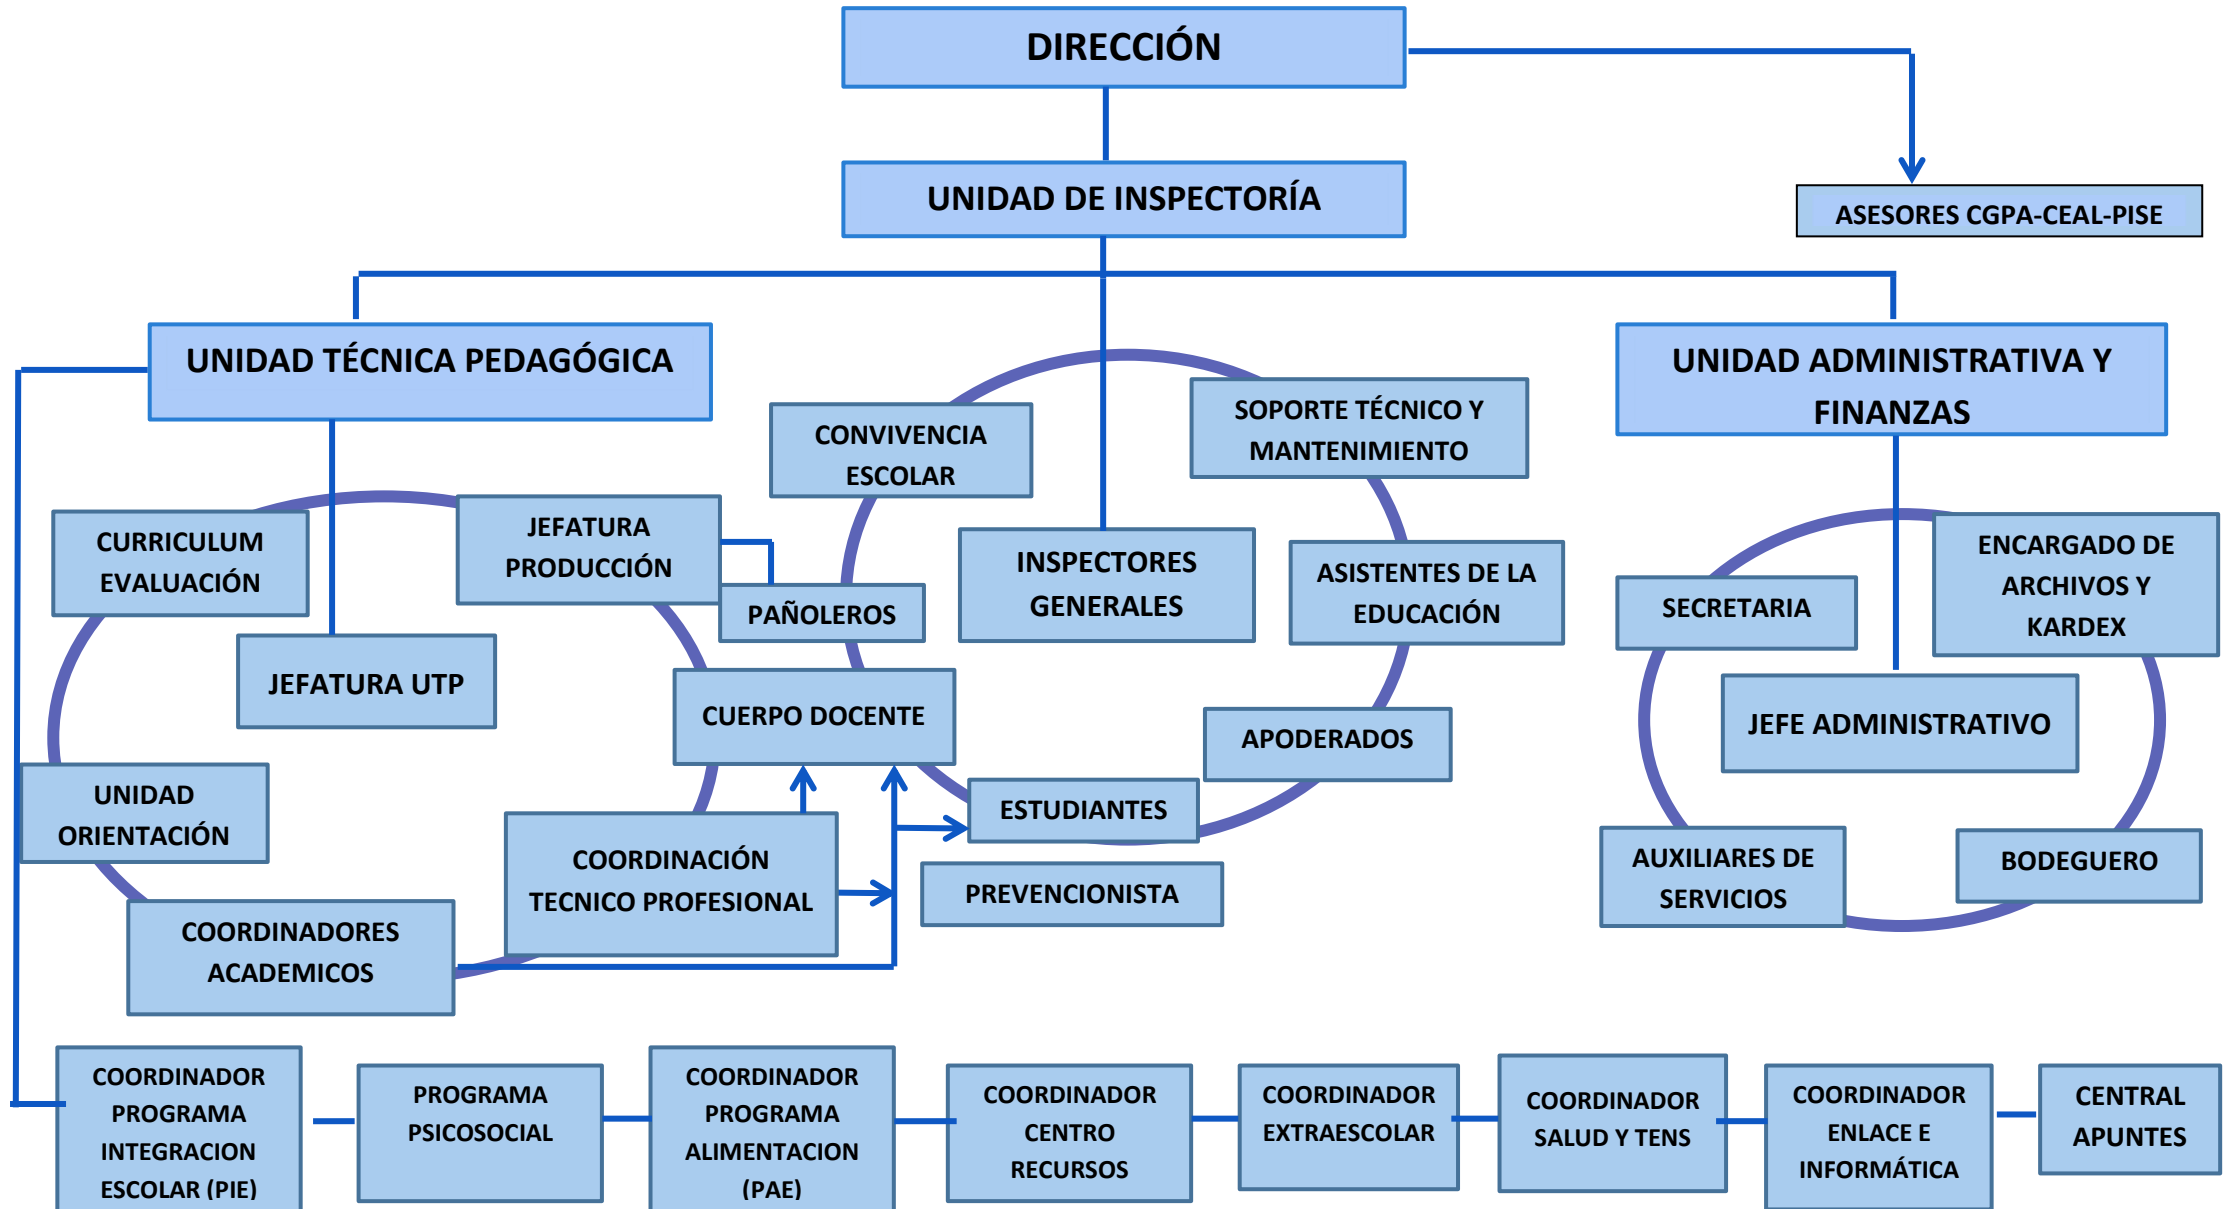 DIRECCIÓN
UNIDAD DE INSPECTORÍA
ASESORES CGPA-CEAL-PISE
UNIDAD TÉCNICA PEDAGÓGICA
UNIDAD ADMINISTRATIVA Y
FINANZAS
CONVIVENCIA
ESCOLAR
SOPORTE TÉCNICO Y
MANTENIMIENTO
CURRICULUM
EVALUACIÓN
JEFATURA
PRODUCCIÓN
PAÑOLEROS
INSPECTORES
GENERALES
ASISTENTES DE LA
EDUCACIÓN
SECRETARIA
ENCARGADO DE
ARCHIVOS Y
KARDEX
JEFATURA UTP
CUERPO DOCENTE
APODERADOS
JEFE ADMINISTRATIVO
UNIDAD
ORIENTACIÓN
ESTUDIANTES
COORDINACIÓN
TECNICO PROFESIONAL
PREVENCIONISTA
AUXILIARES DE
SERVICIOS
BODEGUERO
COORDINADORES
ACADEMICOS
COORDINADOR
PROGRAMA
INTEGRACION
ESCOLAR (PIE)
PROGRAMA
PSICOSOCIAL
COORDINADOR
PROGRAMA
ALIMENTACION
(PAE)
COORDINADOR
CENTRO
RECURSOS
COORDINADOR
EXTRAESCOLAR
COORDINADOR
SALUD Y TENS
COORDINADOR
ENLACE E
INFORMÁTICA
CENTRAL
APUNTES